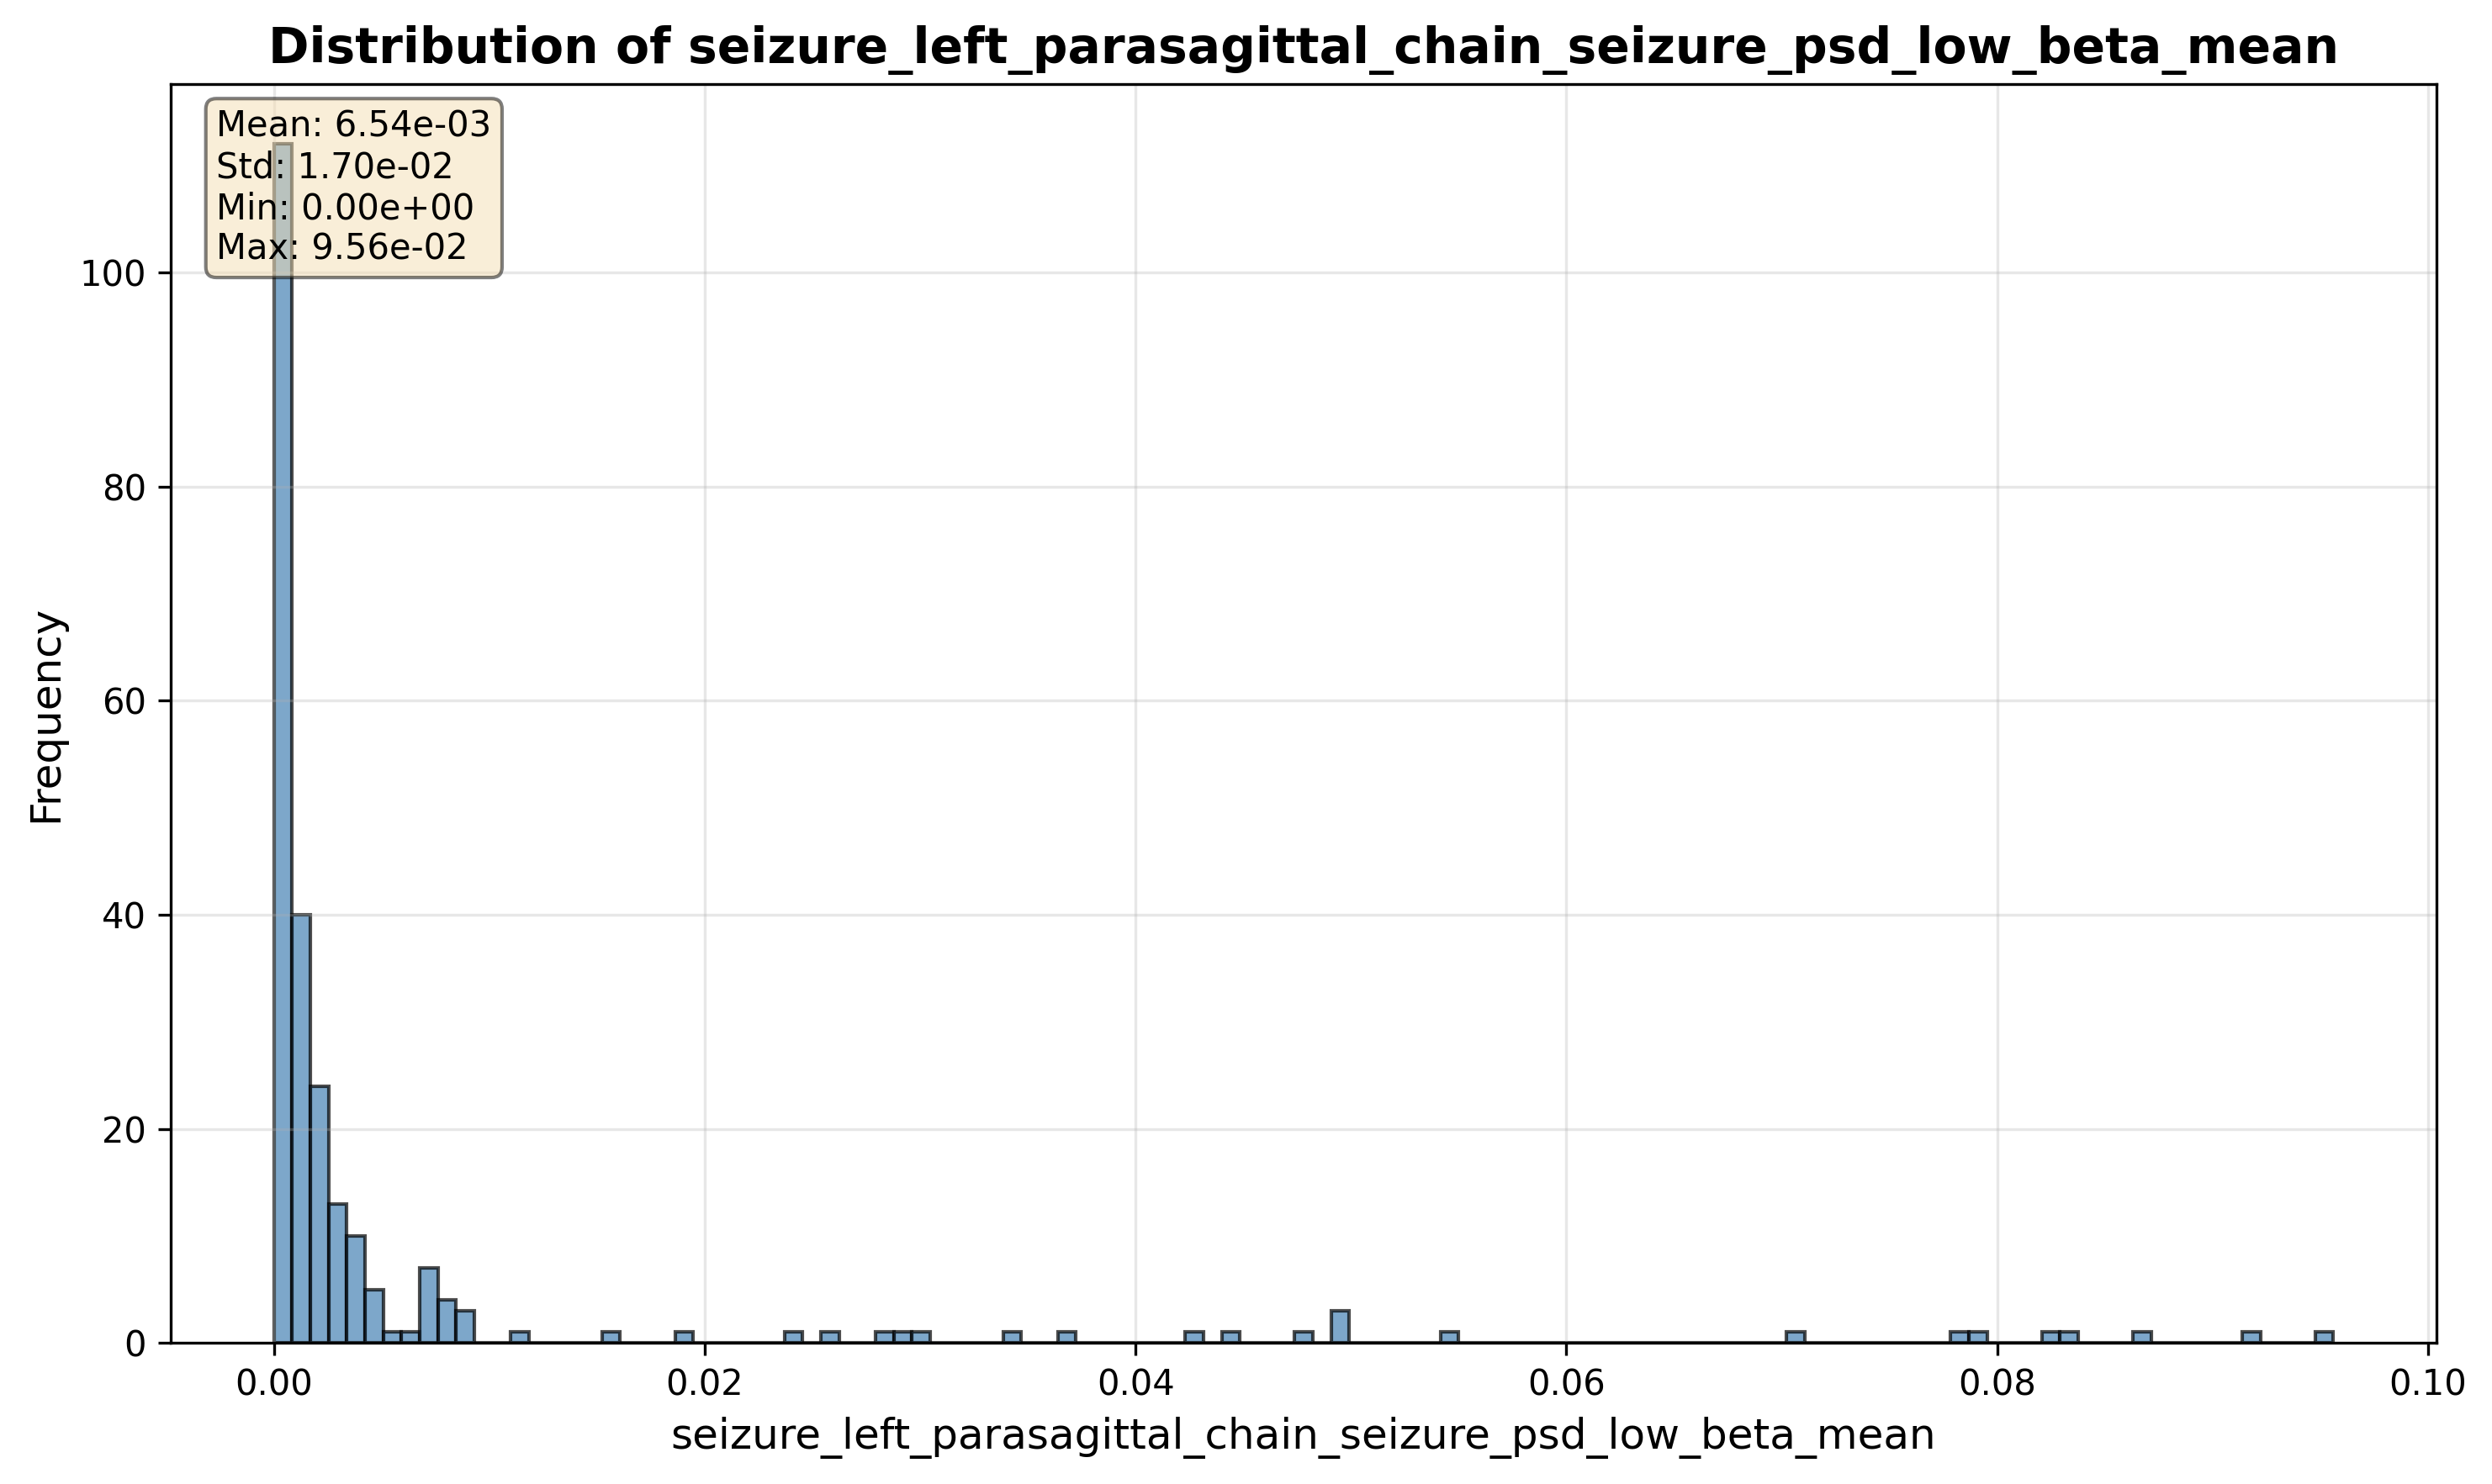 Distribution of seizure_left_parasagittal_chain_seizure_psd_low_beta_mean
Mean: 6.54e-03
Std: 1.70e-02
Min: 0.00e+00
Max: 9.56e-02
Frequency
100
80
60
40
20
0
0.00 0.02 0.04 0.06 0.08 0.10
seizure_left_parasagittal_chain_seizure_psd_low_beta_mean